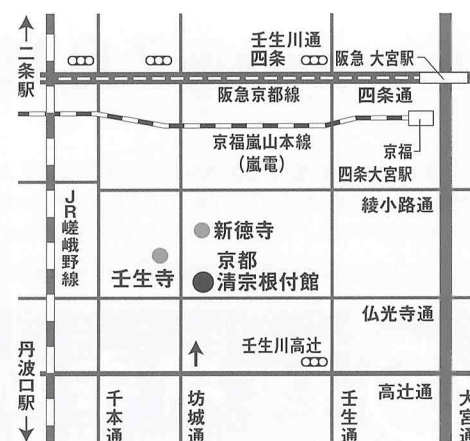 二条駅
壬生川通
四条
阪急 大宮駅
阪急京都線
四条通
京福嵐山本線
(嵐電)
京福
四条大宮駅
JR嵯峨野線
綾小路通
新徳寺
壬生寺
京都
清宗根付館
仏光寺通
壬生川高辻
丹波口駅
高辻通
千本通
坊城通
壬生通
大宮通